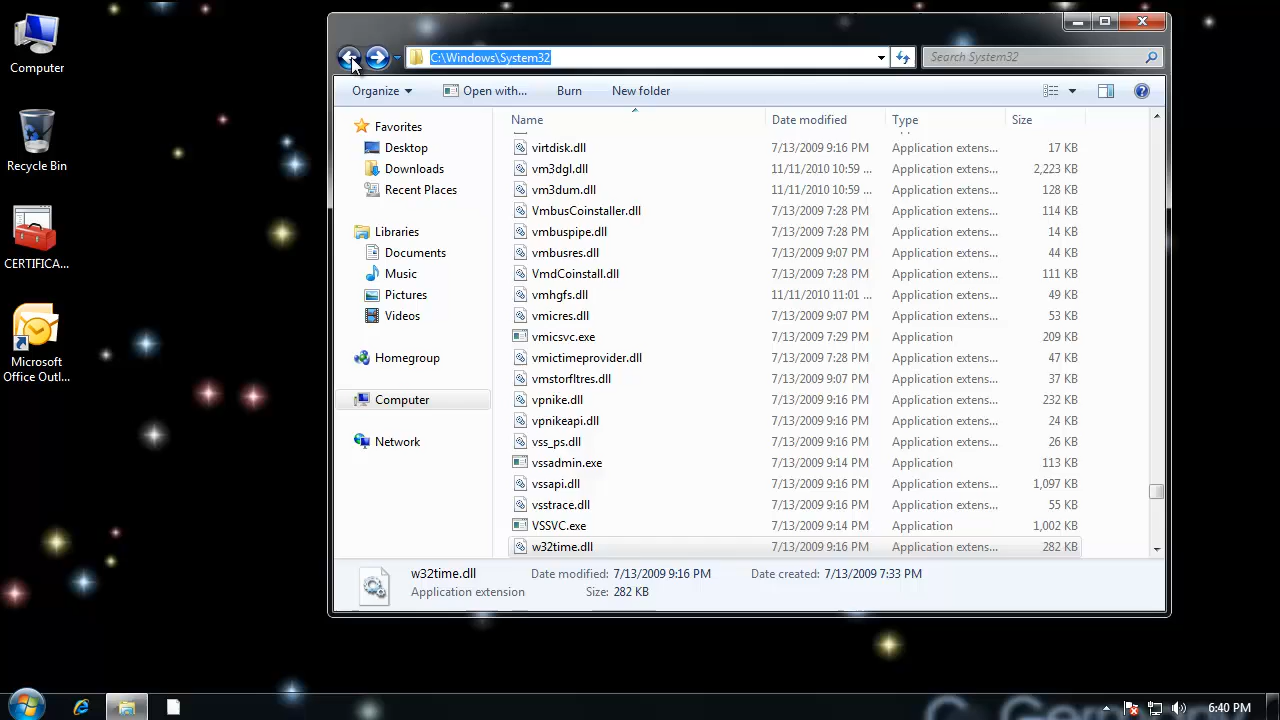 Computer
Recycle Bin
CERTIFICA...
Microsoft
Office Outl...
C:\Windows\System32
Search System32
Organize
Open with...
Burn
New folder
Favorites
Desktop
Downloads
Recent Places
Libraries
Documents
Music
Pictures
Videos
Homegroup
Computer
Network
Name Date modified Type Size
virtdisk.dll 7/13/2009 9:16 PM Application extens... 17 KB
vm3dgl.dll 11/11/2010 10:59 ... Application extens... 2,223 KB
vm3dum.dll 11/11/2010 10:59 ... Application extens... 128 KB
VmbusCoinstaller.dll 7/13/2009 7:28 PM Application extens... 114 KB
vmbuspipe.dll 7/13/2009 7:28 PM Application extens... 14 KB
vmbusres.dll 7/13/2009 9:07 PM Application extens... 44 KB
VmdCoinstall.dll 7/13/2009 7:28 PM Application extens... 111 KB
vmhgfs.dll 11/11/2010 11:01 ... Application extens... 49 KB
vmicres.dll 7/13/2009 9:07 PM Application extens... 53 KB
vmicsvc.exe 7/13/2009 7:29 PM Application 209 KB
vmictimeprovider.dll 7/13/2009 7:28 PM Application extens... 47 KB
vmstorfltres.dll 7/13/2009 9:07 PM Application extens... 37 KB
vpnike.dll 7/13/2009 9:16 PM Application extens... 232 KB
vpnikeapi.dll 7/13/2009 9:16 PM Application extens... 24 KB
vss_ps.dll 7/13/2009 9:16 PM Application extens... 26 KB
vssadmin.exe 7/13/2009 9:14 PM Application 113 KB
vssapi.dll 7/13/2009 9:16 PM Application extens... 1,097 KB
vsstrace.dll 7/13/2009 9:16 PM Application extens... 55 KB
VSSVC.exe 7/13/2009 9:14 PM Application 1,002 KB
w32time.dll 7/13/2009 9:16 PM Application extens... 282 KB
w32time.dll Date modified: 7/13/2009 9:16 PM Date created: 7/13/2009 7:33 PM
Application extension Size: 282 KB
6:40 PM